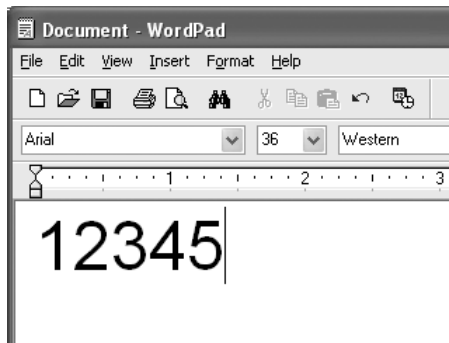 Document - WordPad
File Edit View Insert Format Help
Arial 36 Western
1 2 3
12345